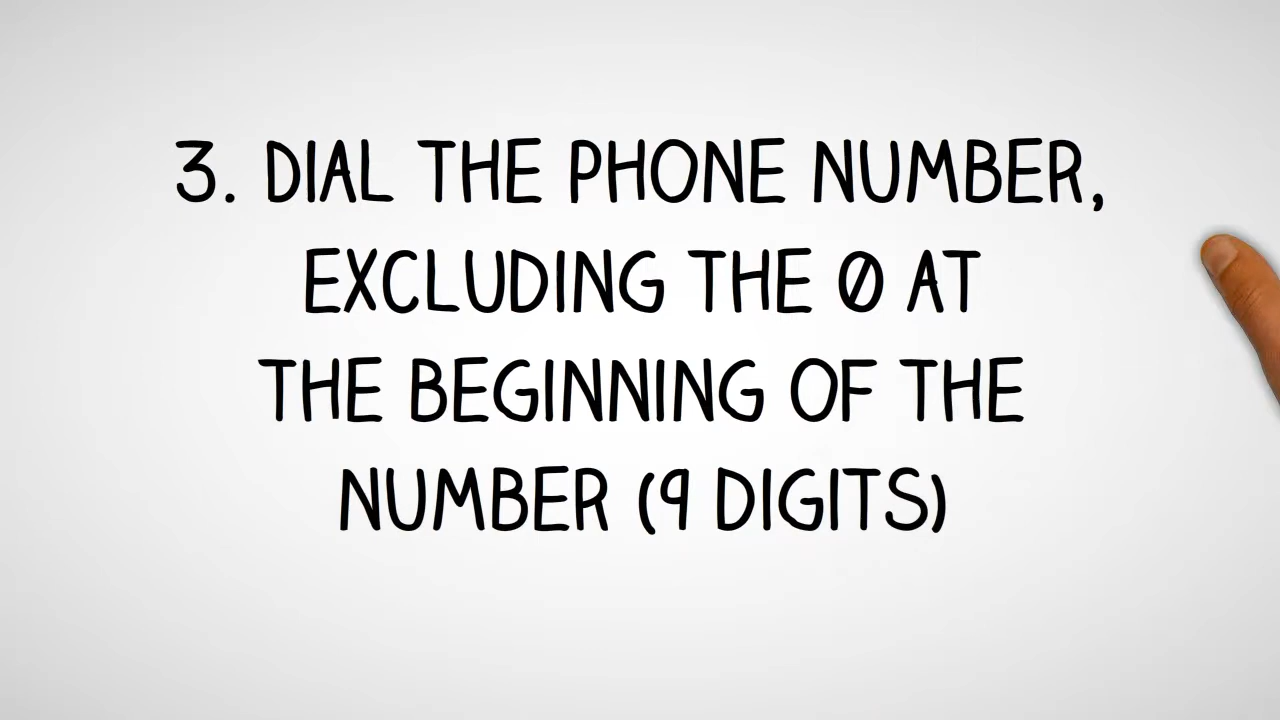 3. DIAL THE PHONE NUMBER,
EXCLUDING THE 0 AT
THE BEGINNING OF THE
NUMBER (9 DIGITS)